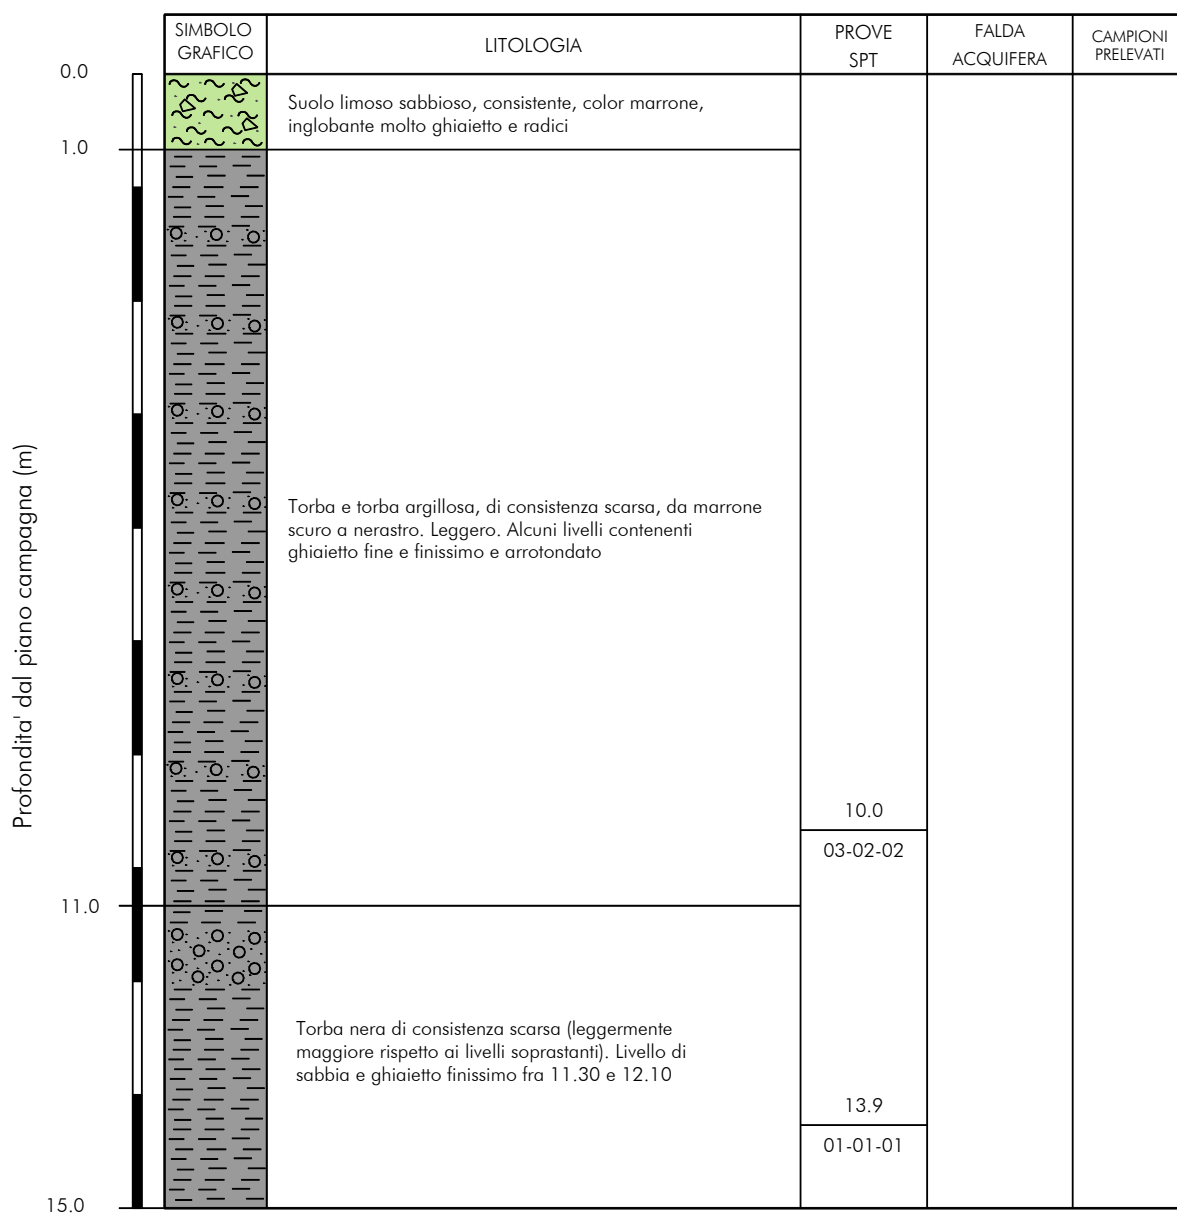 SIMBOLO
GRAFICO
LITOLOGIA
PROVE
SPT
FALDA
ACQUIFERA
CAMPIONI
PRELEVATI
0.0
Suolo limoso sabbioso, consistente, color marrone,
inglobante molto ghiaietto e radici
1.0
Profondita' dal piano campagna (m)
Torba e torba argillosa, di consistenza scarsa, da marrone
scuro a nerastro. Leggero. Alcuni livelli contenenti
ghiaietto fine e finissimo e arrotondato
10.0
03-02-02
11.0
Torba nera di consistenza scarsa (leggermente
maggiore rispetto ai livelli soprastanti). Livello di
sabbia e ghiaietto finissimo fra 11.30 e 12.10
13.9
01-01-01
15.0